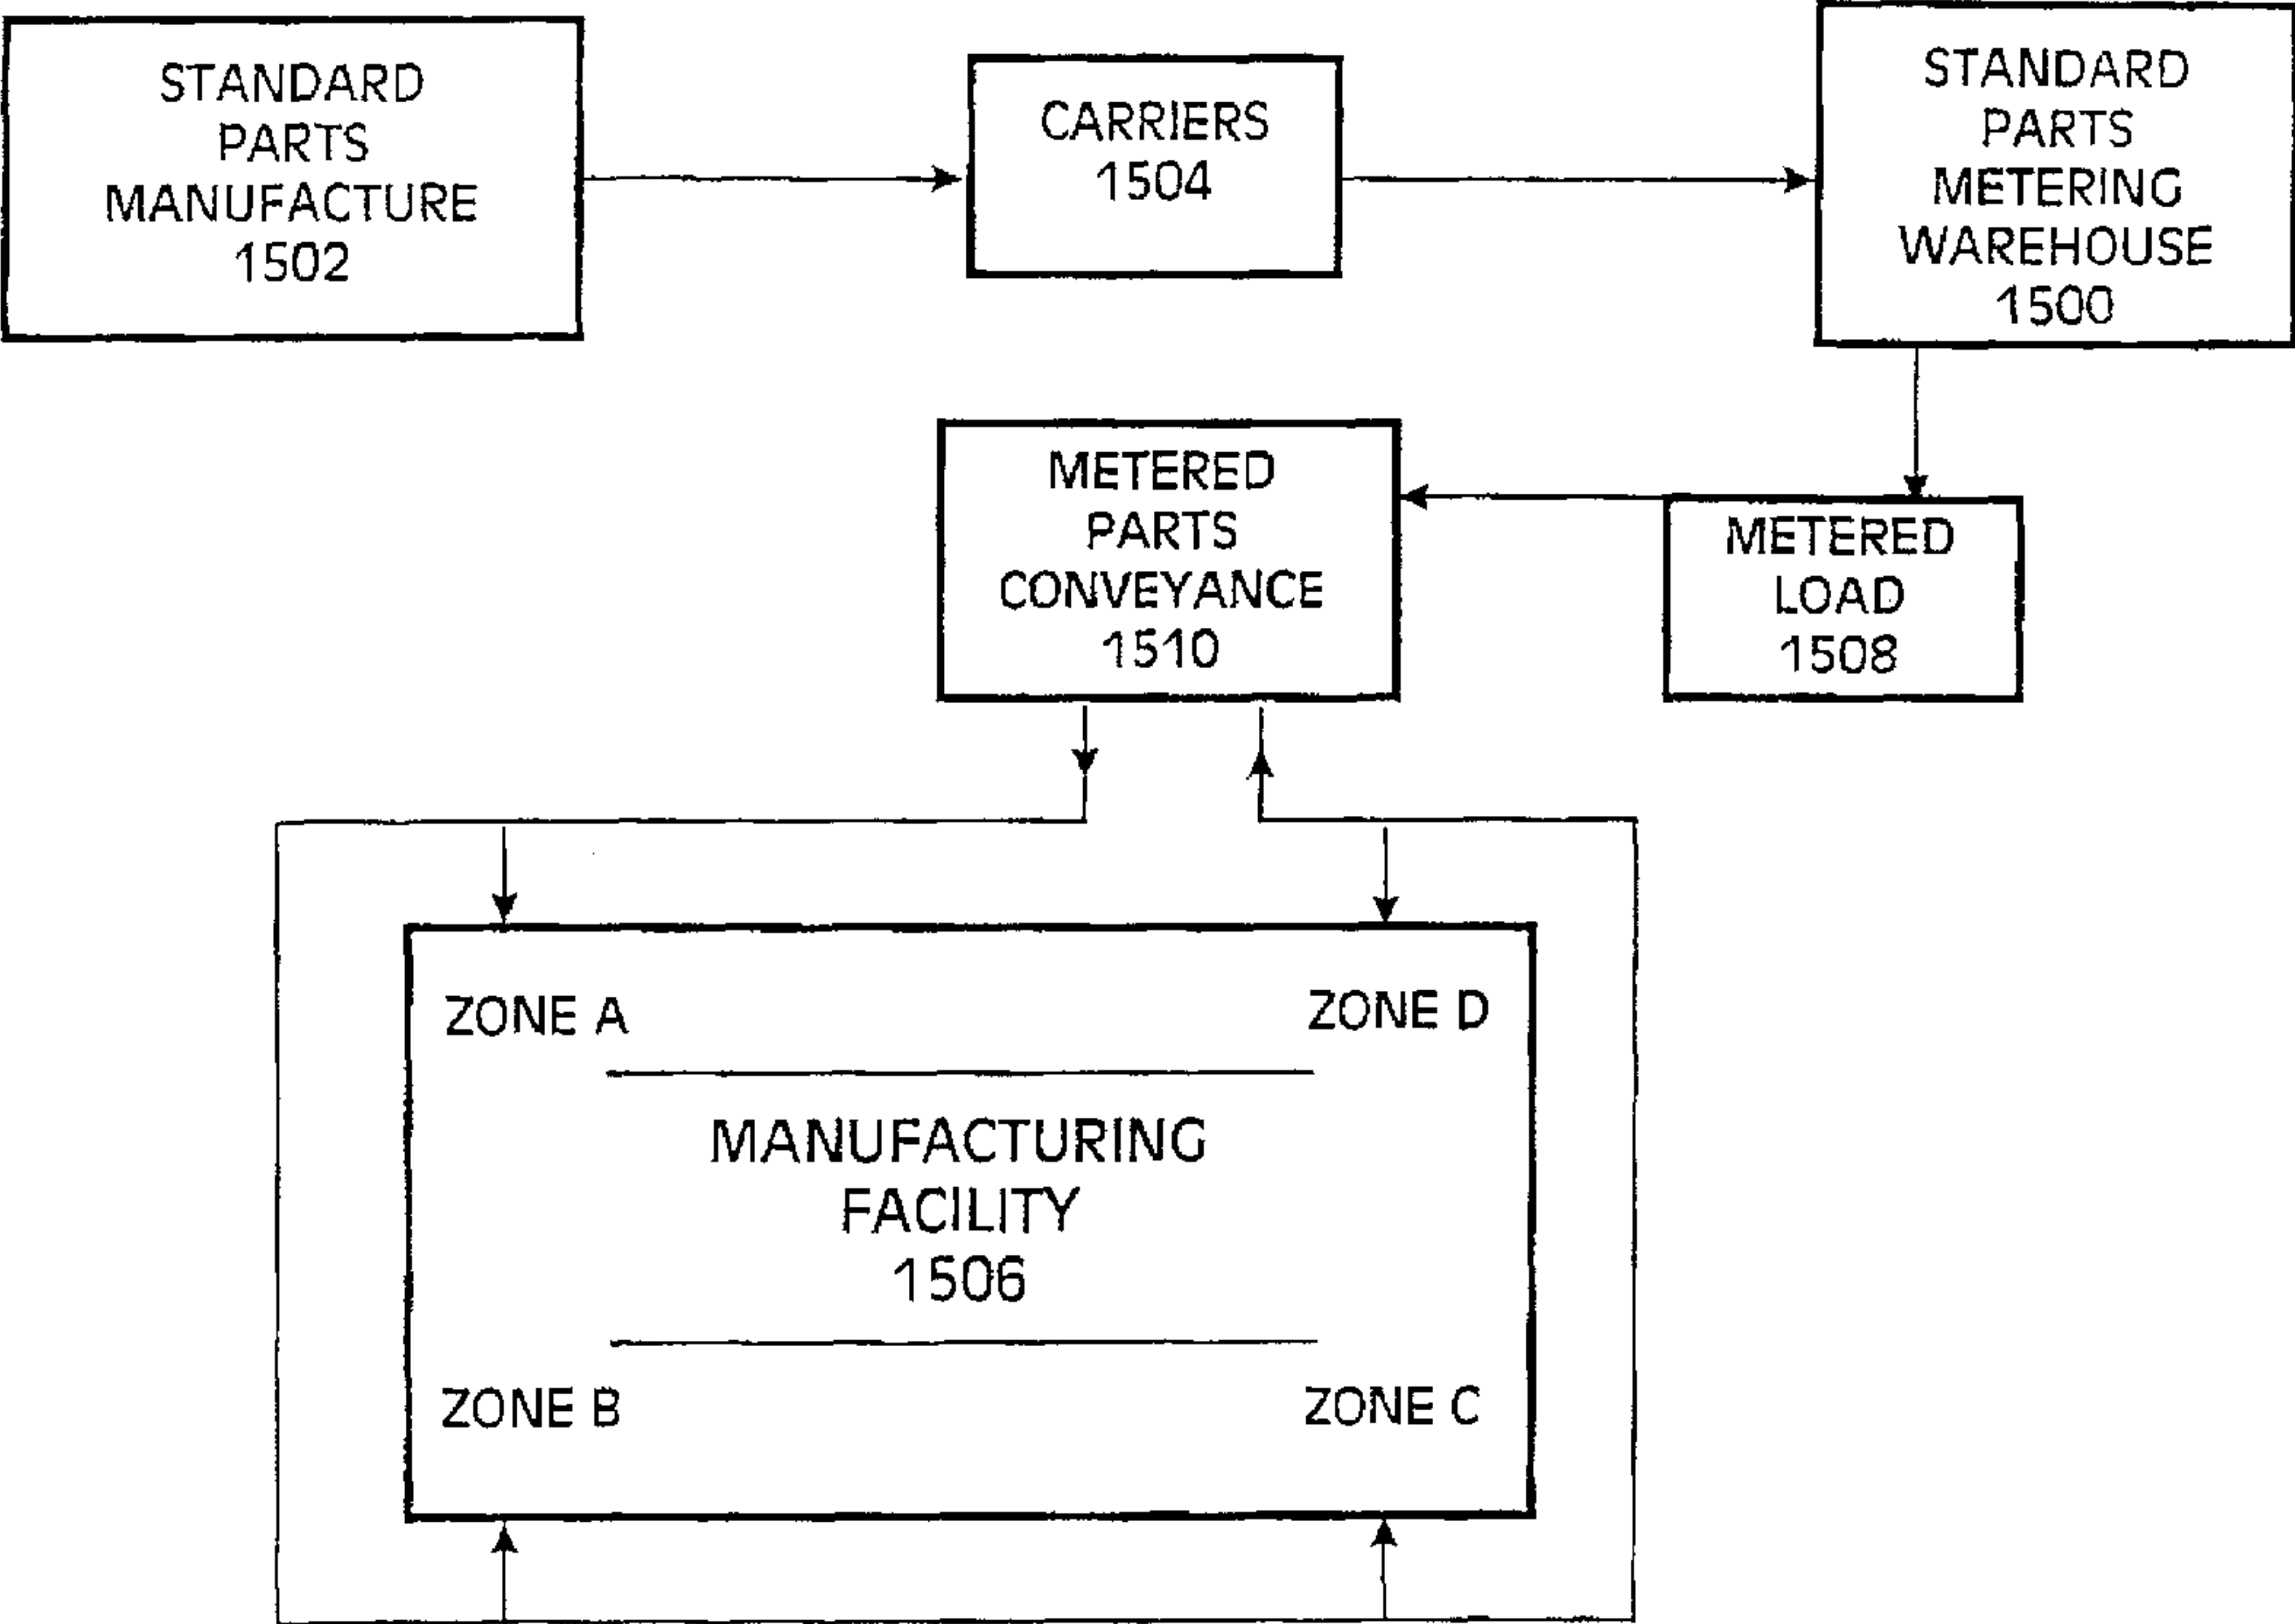 STANDARD
PARTS
MANUFACTURE
1502
CARRIERS
1504
STANDARD
PARTS
METERING
WAREHOUSE
1500
METERED
PARTS
CONVEYANCE
1510
METERED
LOAD
1508
ZONE A
ZONE D
MANUFACTURING
FACILITY
1506
ZONE B
ZONE C